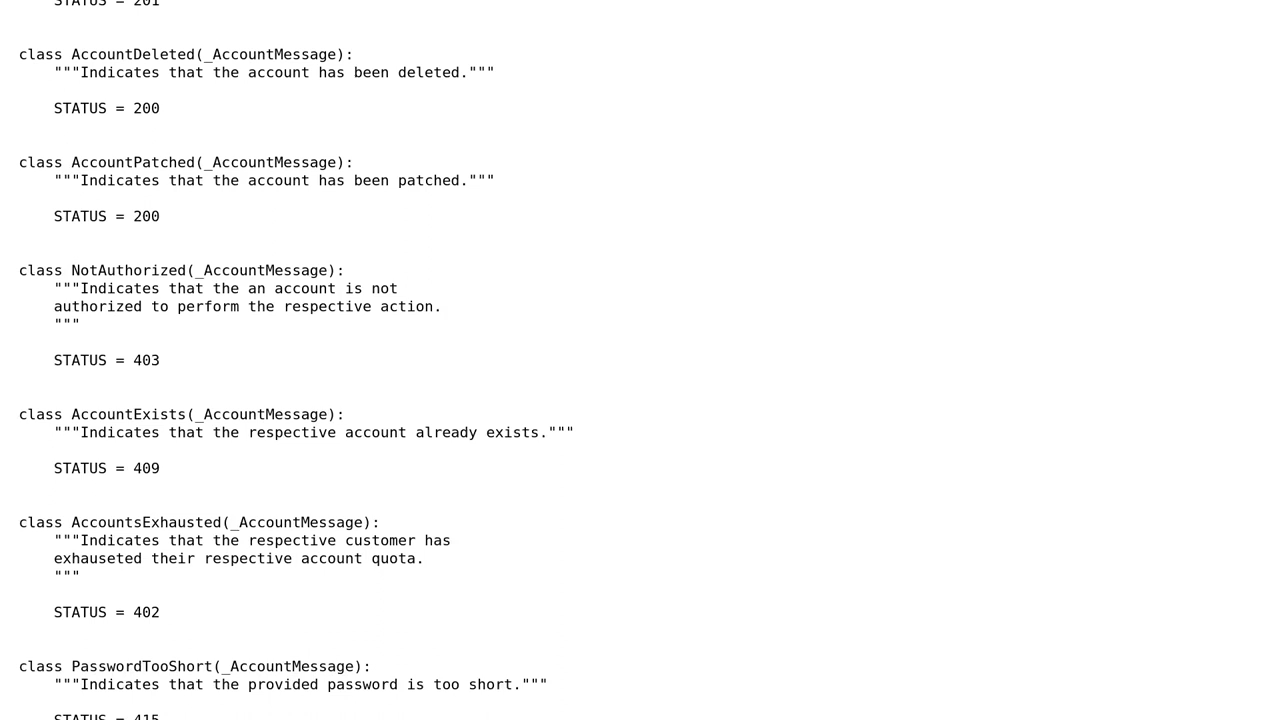 STATUS = 201
class AccountDeleted(_AccountMessage):
    """Indicates that the account has been deleted."""
    STATUS = 200
class AccountPatched(_AccountMessage):
    """Indicates that the account has been patched."""
    STATUS = 200
class NotAuthorized(_AccountMessage):
    """Indicates that the an account is not
    authorized to perform the respective action.
    """
    STATUS = 403
class AccountExists(_AccountMessage):
    """Indicates that the respective account already exists."""
    STATUS = 409
class AccountsExhausted(_AccountMessage):
    """Indicates that the respective customer has
    exhauseted their respective account quota.
    """
    STATUS = 402
class PasswordTooShort(_AccountMessage):
    """Indicates that the provided password is too short."""
    STATUS = 415